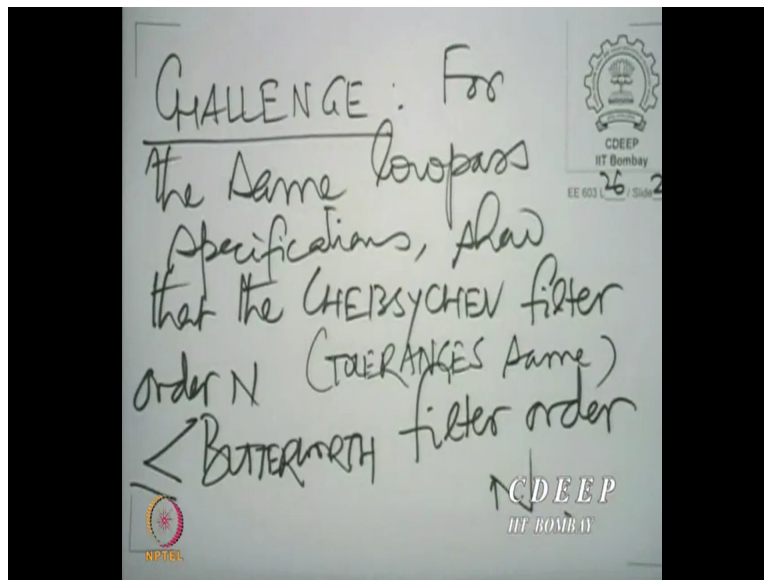 CHALLENGE: For
the same lowpass
specifications, show
that the CHEBSYCHEV filter
order N (TOLERANCES same)
≤ BUTTERWORTH filter order
CDEEP
IIT Bombay
EE 603 L 26 / Slide 2
CDEEP
IIT BOMBAY
NPTEL